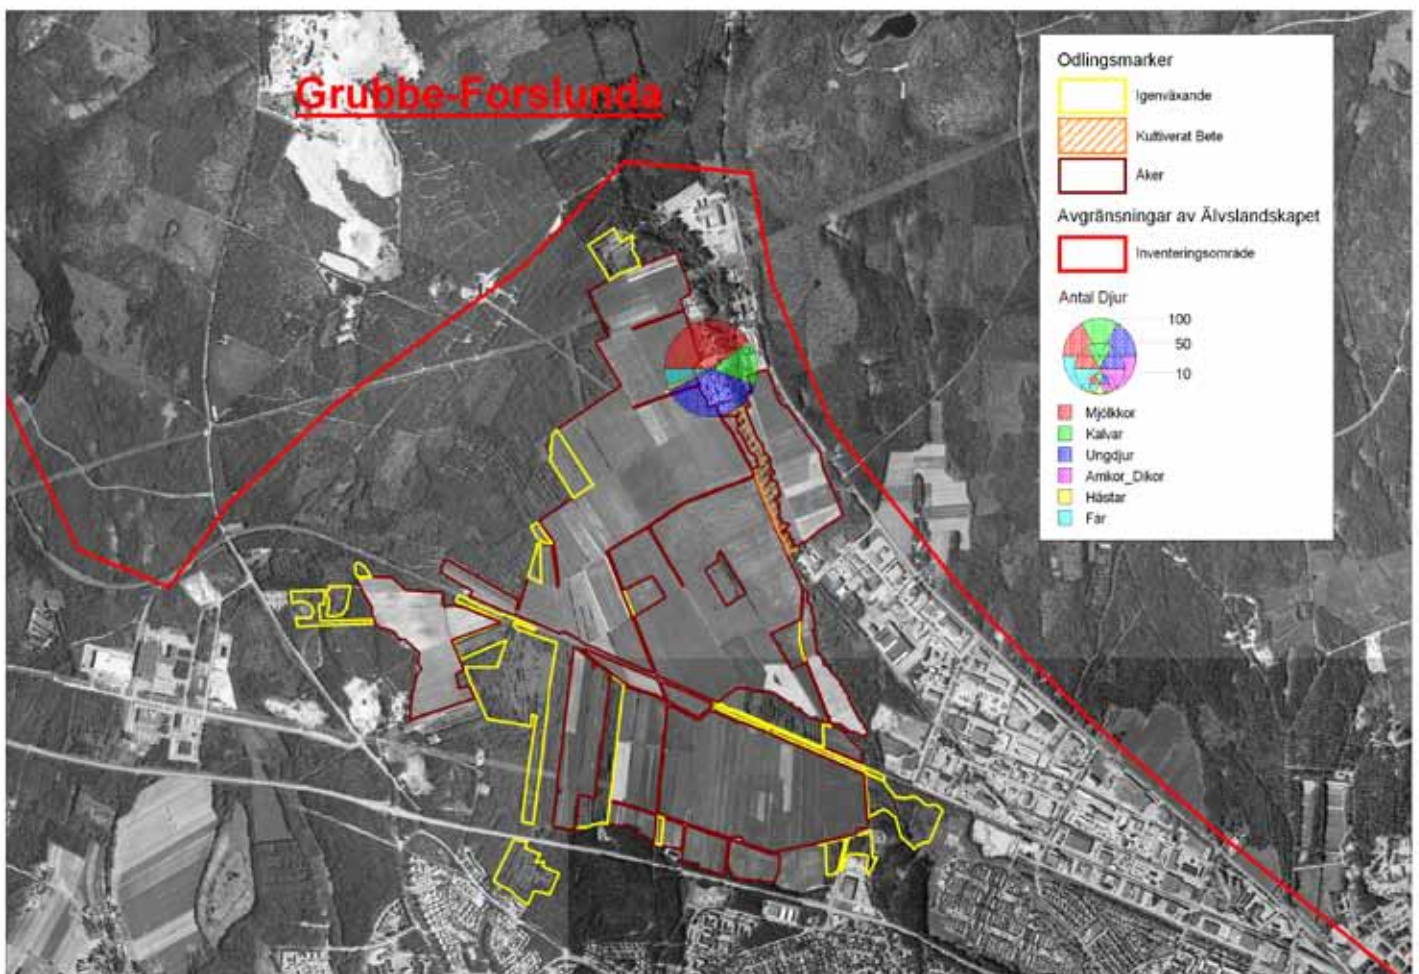 Grubbe-Forslunda
Odlingsmarker
Igenväxande
Kultiverat Bete
Åker
Avgränsningar av Älvslandskapet
Inventeringsområde
Antal Djur
100
50
10
Mjölkkor
Kalvar
Ungdjur
Amkor_Dikor
Hästar
Får